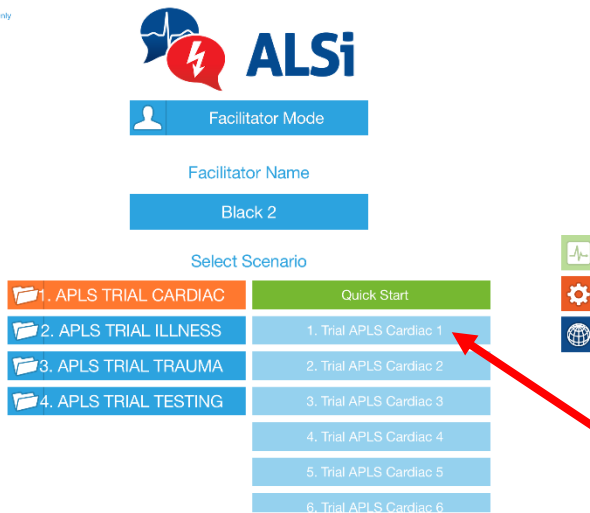 nly
ALSi
Facilitator Mode
Facilitator Name
Black 2
Select Scenario
1. APLS TRIAL CARDIAC
Quick Start
2. APLS TRIAL ILLNESS
1. Trial APLS Cardiac 1
3. APLS TRIAL TRAUMA
2. Trial APLS Cardiac 2
4. APLS TRIAL TESTING
3. Trial APLS Cardiac 3
4. Trial APLS Cardiac 4
5. Trial APLS Cardiac 5
6. Trial APLS Cardiac 6